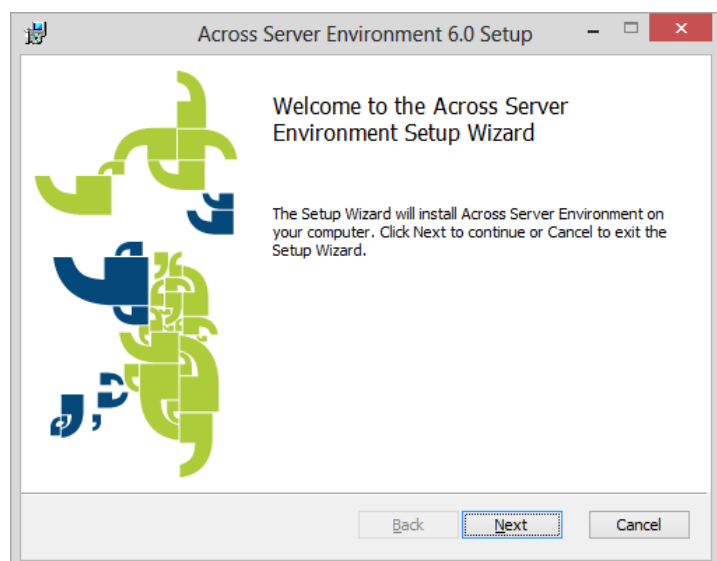 Across Server Environment 6.0 Setup
Welcome to the Across Server
Environment Setup Wizard
The Setup Wizard will install Across Server Environment on
your computer. Click Next to continue or Cancel to exit the
Setup Wizard.
Back Next Cancel